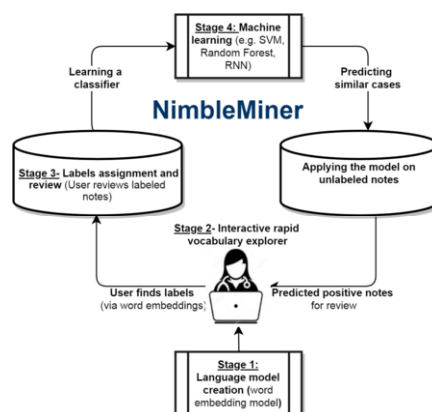 Stage 4: Machine
learning (e.g. SVM,
Random Forest,
RNN)
Learning a
classifier
Predicting
similar cases
NimbleMiner
Stage 3- Labels assignment and
review (User reviews labeled
notes)
Applying the model on
unlabeled notes
Stage 2- Interactive rapid
vocabulary explorer
User finds labels
(via word embeddings)
Predicted positive notes
for review
Stage 1:
Language model
creation (word
embedding model)